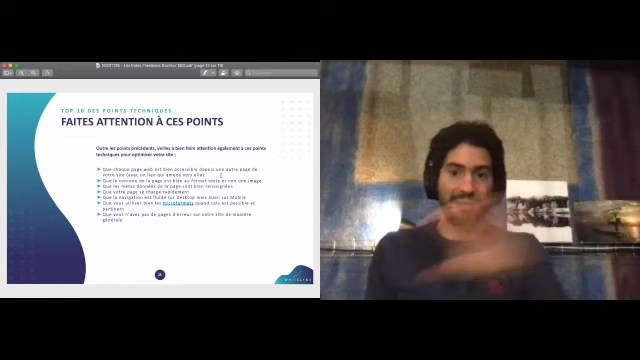 TOP 10 DES POINTS TECHNIQUES
FAITES ATTENTION À CES POINTS
Outre les points précédents, veillez à bien faire attention également à ces points
techniques pour optimiser votre site :
Que chaque page web est bien accessible depuis une autre page de
votre site (avec un lien qui amène vers elle)
Que le contenu de la page est bien au format texte et non une image
Que les métas données de la page sont bien renseignées
Que votre page se charge rapidement
Que la navigation est fluide sur Desktop mais aussi sur Mobile
Que vous utilisez bien les microformats quand cela est possible et
pertinent
Que vous n'avez pas de pages d'erreur sur notre site de manière
générale